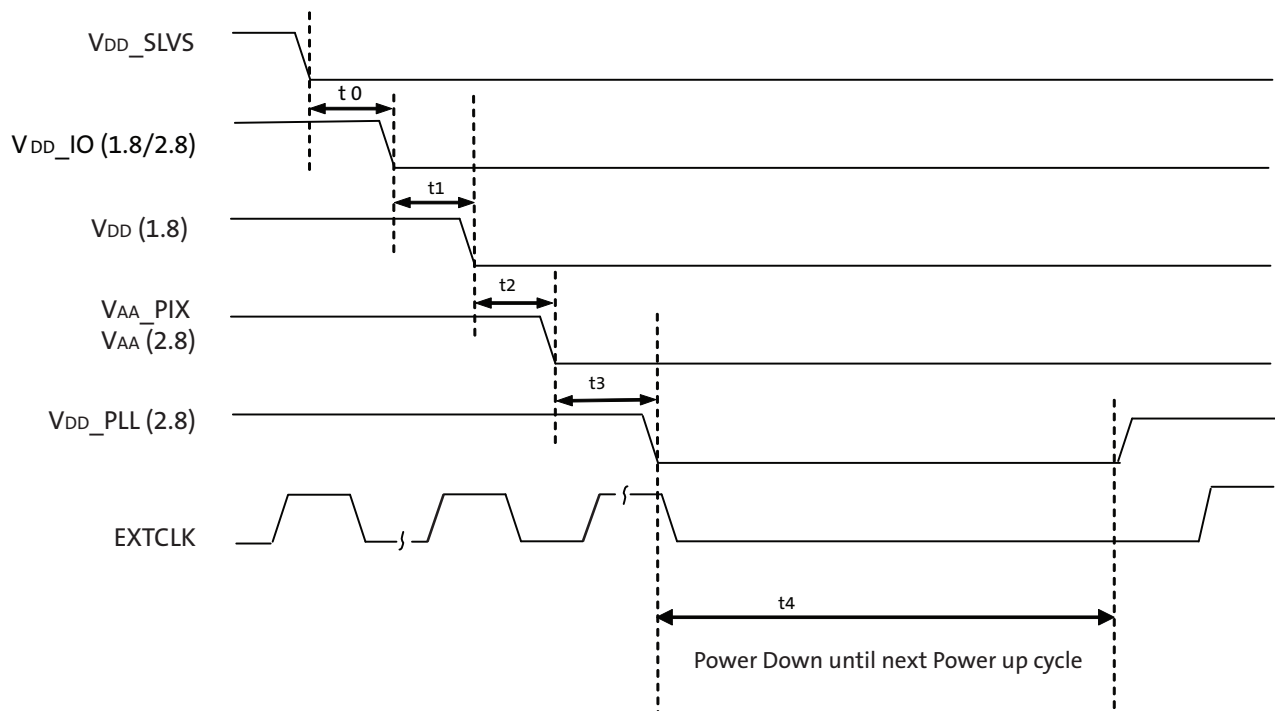 VDD_SLVS
t 0
VDD_IO (1.8/2.8)
t1
VDD (1.8)
t2
VAA_PIX
VAA (2.8)
t3
VDD_PLL (2.8)
EXTCLK
t4
Power Down until next Power up cycle